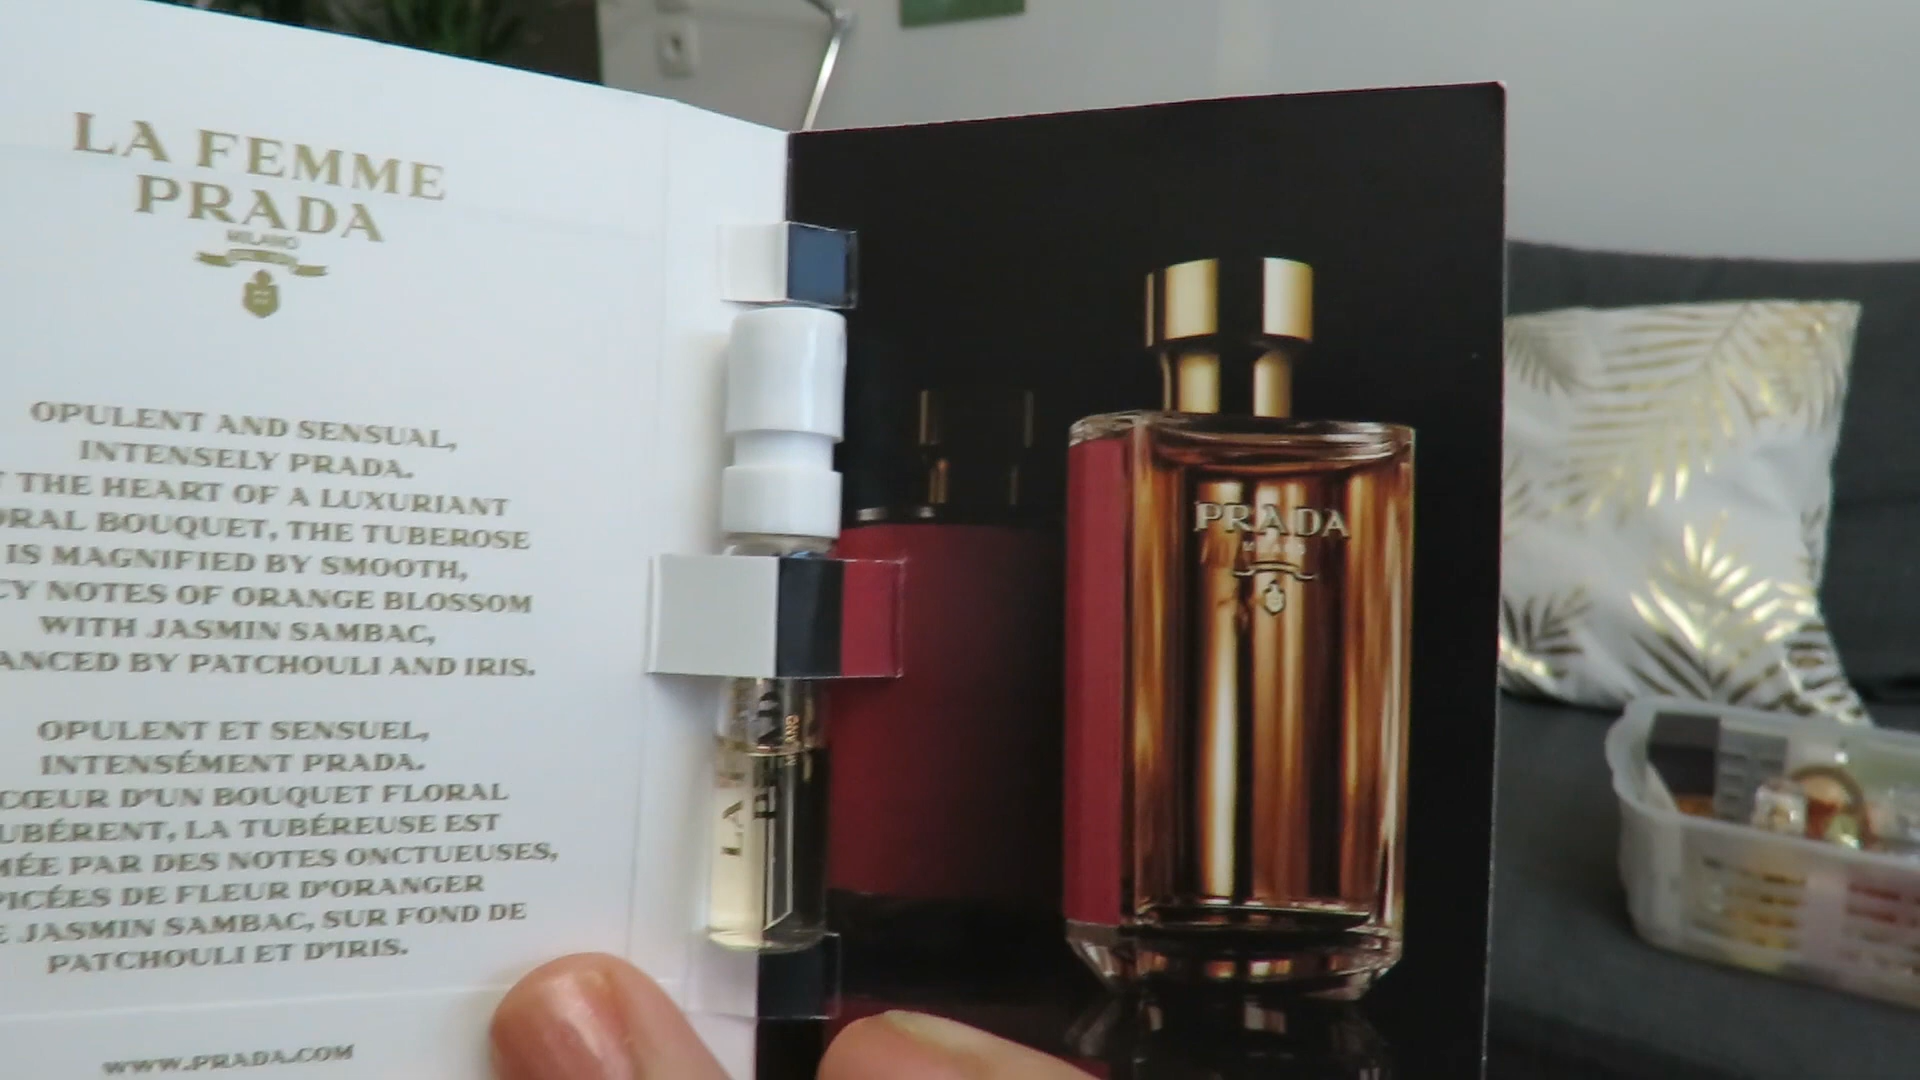 LA FEMME
PRADA
MILANO
OPULENT AND SENSUAL,
INTENSELY PRADA.
T THE HEART OF A LUXURIANT
ORAL BOUQUET, THE TUBEROSE
IS MAGNIFIED BY SMOOTH,
CY NOTES OF ORANGE BLOSSOM
WITH JASMIN SAMBAC,
ANCED BY PATCHOULI AND IRIS.
OPULENT ET SENSUEL,
INTENSÉMENT PRADA.
CŒUR D'UN BOUQUET FLORAL
UBÉRENT, LA TUBÉREUSE EST
MÉE PAR DES NOTES ONCTUEUSES,
PICÉES DE FLEUR D'ORANGER
E JASMIN SAMBAC, SUR FOND DE
PATCHOULI ET D'IRIS.
WWW.PRADA.COM
LA
PRADA
MILANO